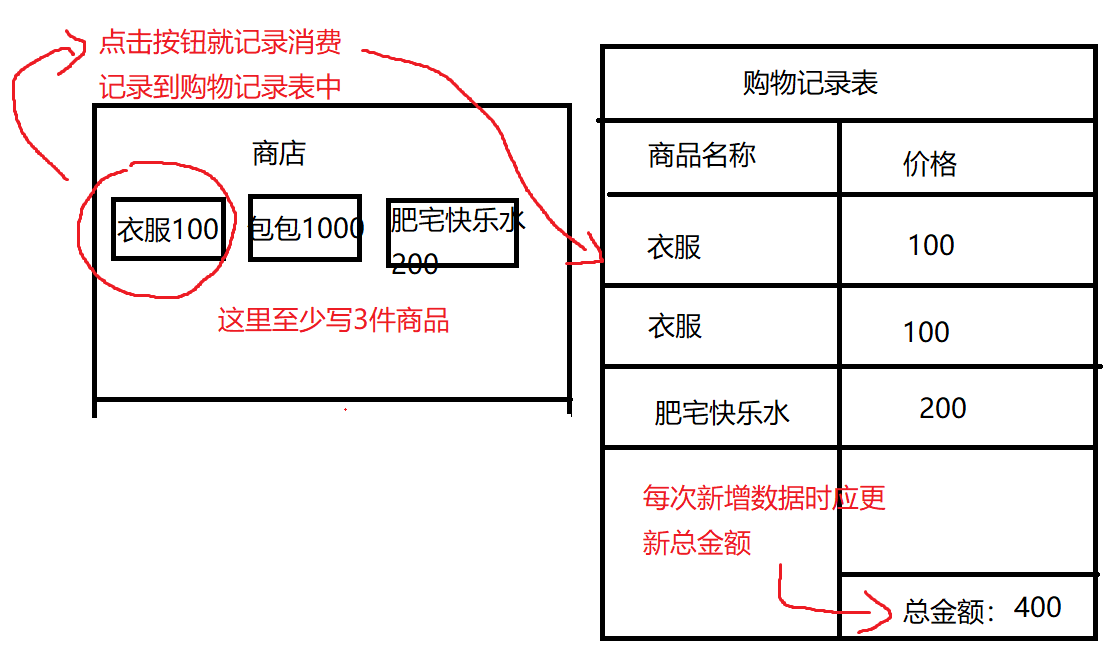 点击按钮就记录消费
记录到购物记录表中
商店
衣服100
包包1000
肥宅快乐水
200
这里至少写3件商品
购物记录表
商品名称
价格
衣服
100
衣服
100
肥宅快乐水
200
每次新增数据时应更
新总金额
总金额：400